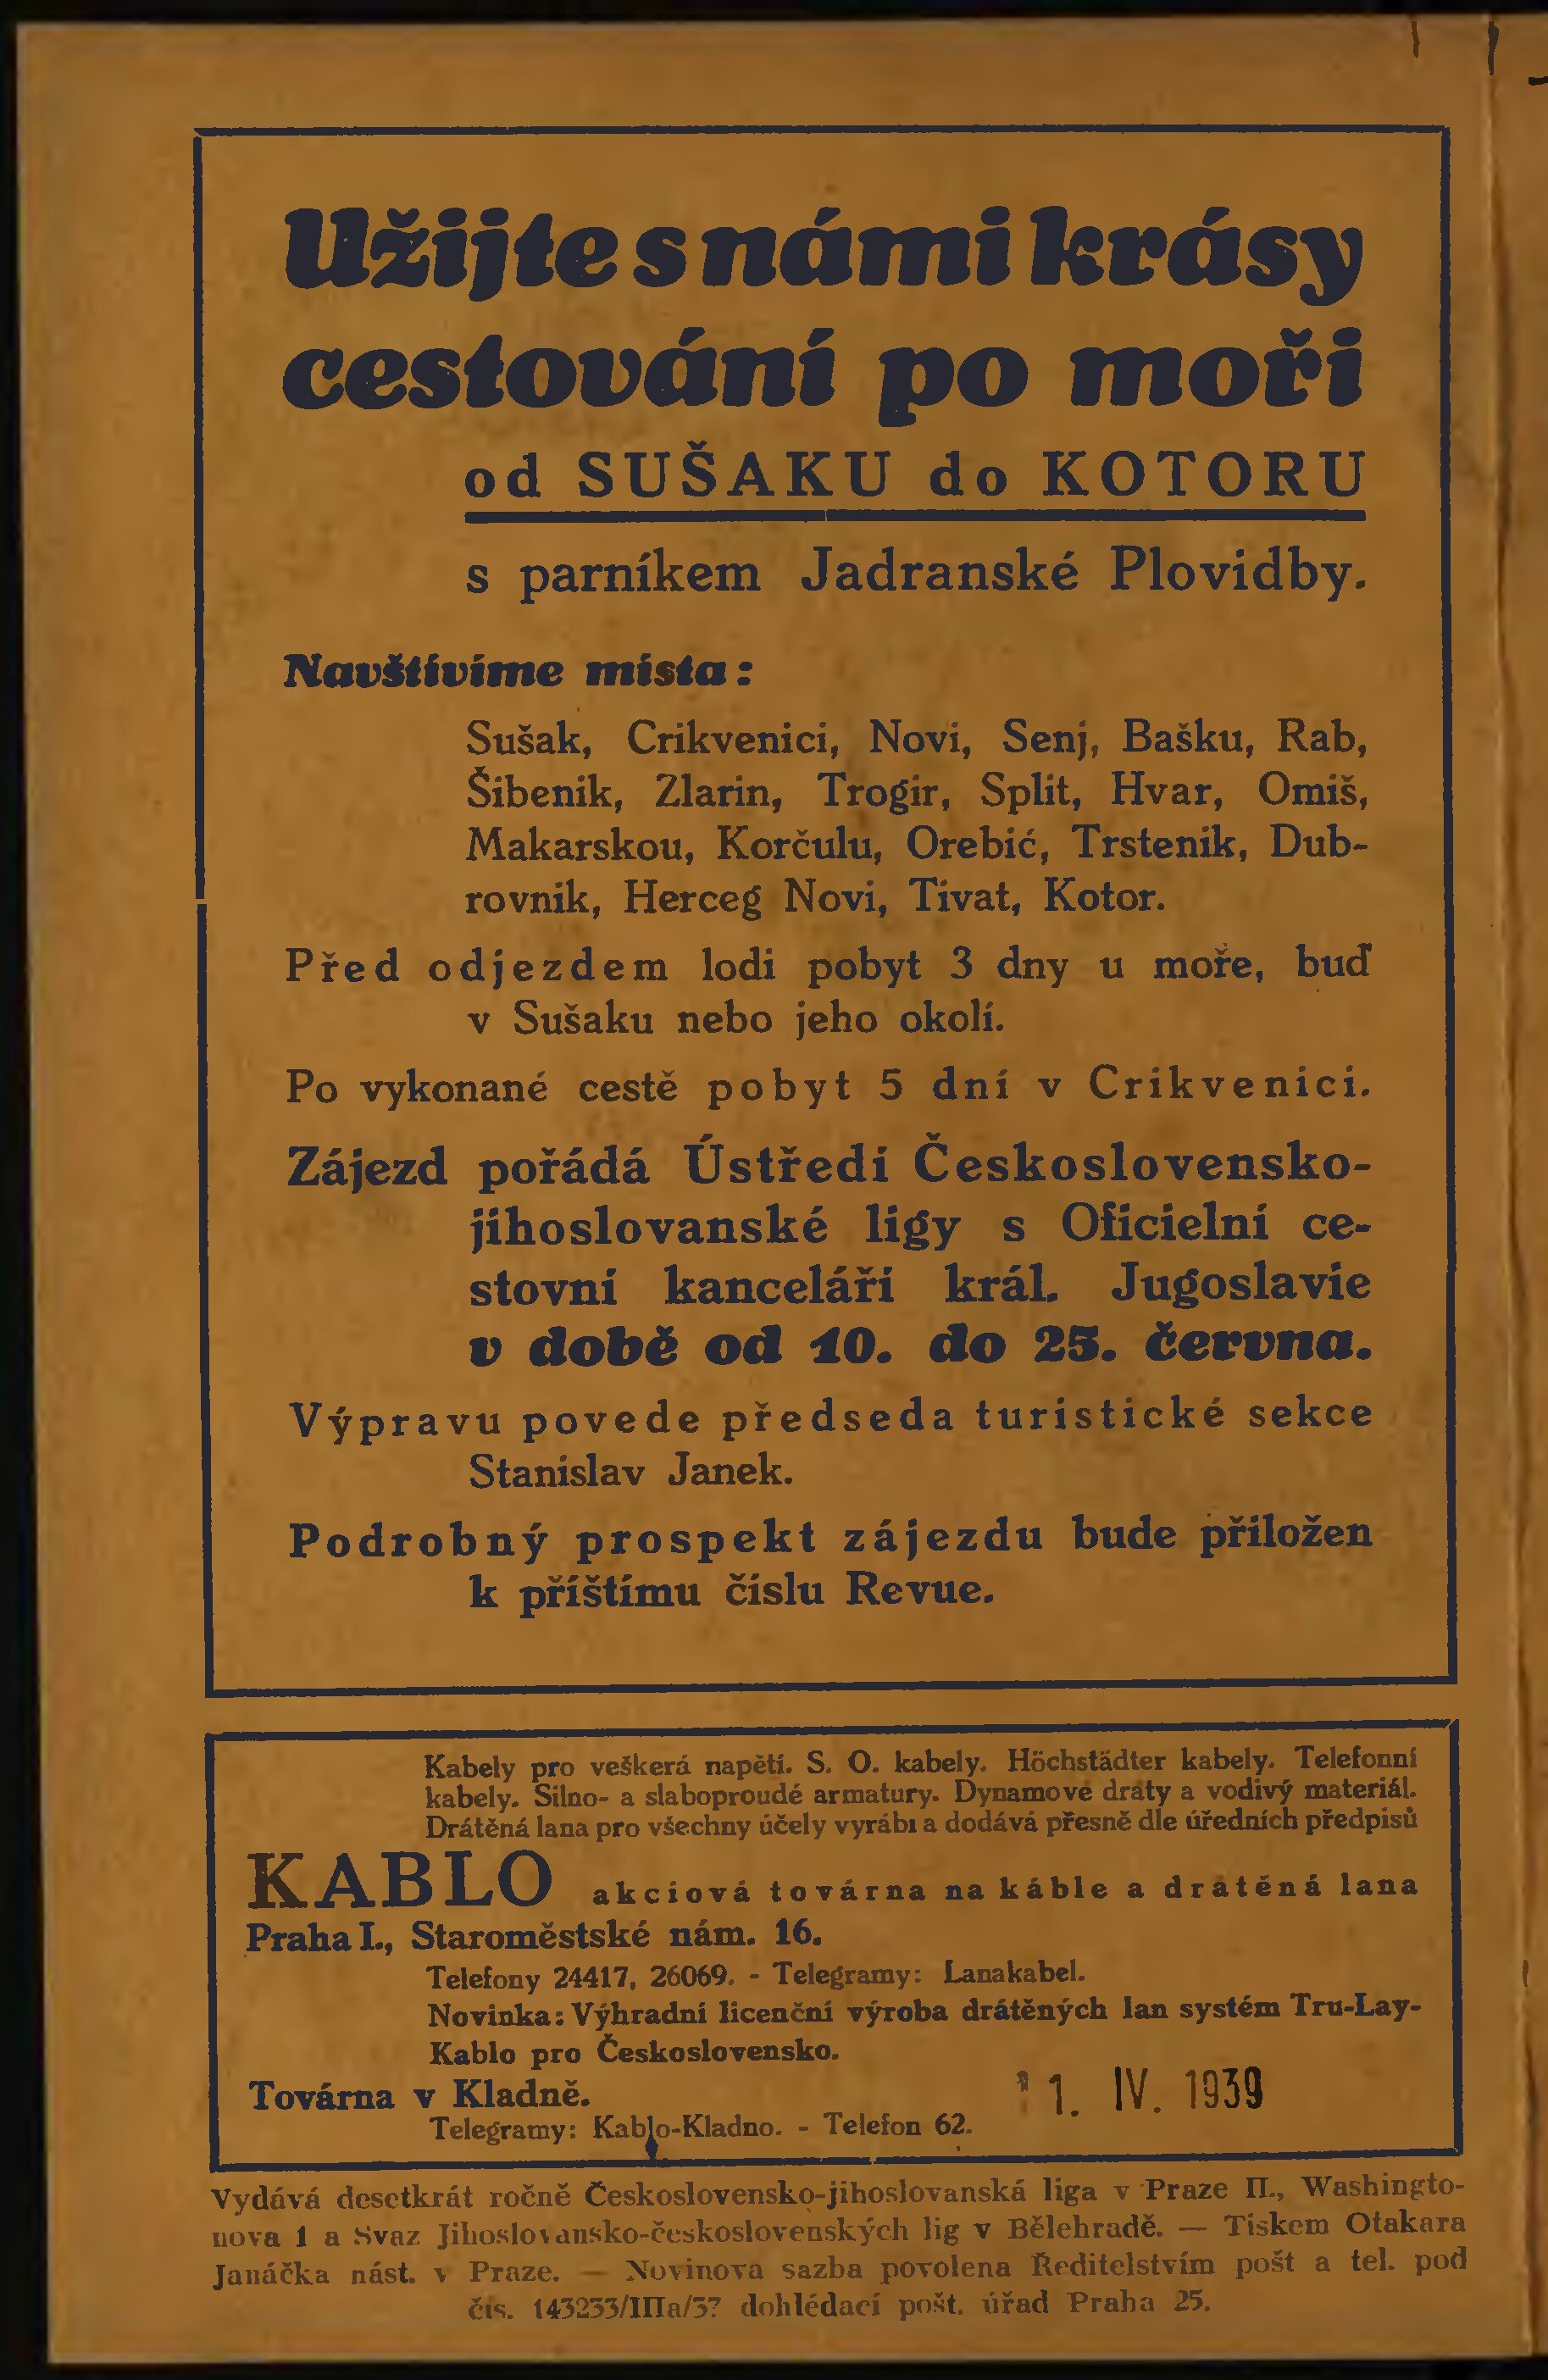 Užijte s námi krásy
cestování po moři
od SUŠAKU do KOTORU
s parníkem Jadranské Plovidby.
Navštívíme místa:
Sušak, Crikvenici, Novi, Senj, Bašku, Rab,
Šibenik, Zlarin, Trogir, Split, Hvar, Omiš,
Makarskou, Korčulu, Orebić, Trstenik, Dub-
rovnik, Herceg Novi, Tivat, Kotor.
Před odjezdem lodi pobyt 3 dny u moře, buď
v Sušaku nebo jeho okolí.
Po vykonané cestě pobyt 5 dní v Crikvenici.
Zájezd pořádá Ústředí Československo-
jihoslovanské ligy s Oficielní ce-
stovní kanceláří král. Jugoslavie
v době od 10. do 25. června.
Výpravu povede předseda turistické sekce
Stanislav Janek.
Podrobný prospekt zájezdu bude přiložen
k příštímu číslu Revue.
Kabely pro veškerá napětí. S. O. kabely. Höchstädter kabely. Telefonní
kabely. Silno- a slaboproudé armatury. Dynamové dráty a vodivý materiál.
Drátěná lana pro všechny účely vyrábí a dodává přesně dle úředních předpisů
KABLO akciová továrna na káble a drátěná lana
Praha I., Staroměstské nám. 16.
Telefony 24417, 26069. - Telegramy: Lanakabel.
Novinka: Výhradní licenční výroba drátěných lan systém Tru-Lay-
Kablo pro Československo.
Továrna v Kladně.
1. IV. 1939
Telegramy: Kablo-Kladno. - Telefon 62.
Vydává desetkrát ročně Československo-jihoslovanská liga v Praze II., Washingto-
nova 1 a Svaz Jihoslovansko-československých lig v Bělehradě. — Tiskem Otakara
Janáčka nást. v Praze. — Novinová sazba povolena Ředitelstvím pošt a tel. pod
čís. 143233/IIIa/37 dohlédací pošt. úřad Praha 25.